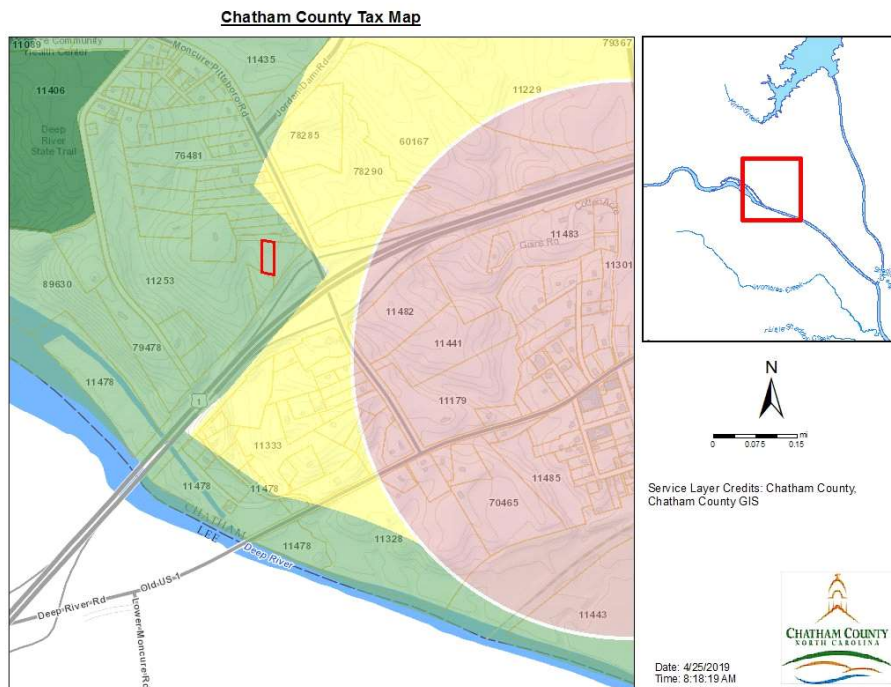 Chatham County Tax Map
11089
Community
Health Center
11406
Deep
River
State Trail
Moncure-Pittsboro-Rd
11435
Jordan-Dam-Rd
79367
11229
78285
60167
76481
78290
11483
Giant Rd
11301
89630
11253
11482
79478
11441
11478
1
11179
11333
11478
11478
11485
70465
CHATHAM
LEE
Deep River
11478
11328
Old-US-1
Deep River Rd
Lower-Moncure-Rd
11443
N
0 0.075 0.15 mi
Service Layer Credits: Chatham County,
Chatham County GIS
CHATHAM COUNTY
NORTH CAROLINA
Date: 4/25/2019
Time: 8:18:19 AM